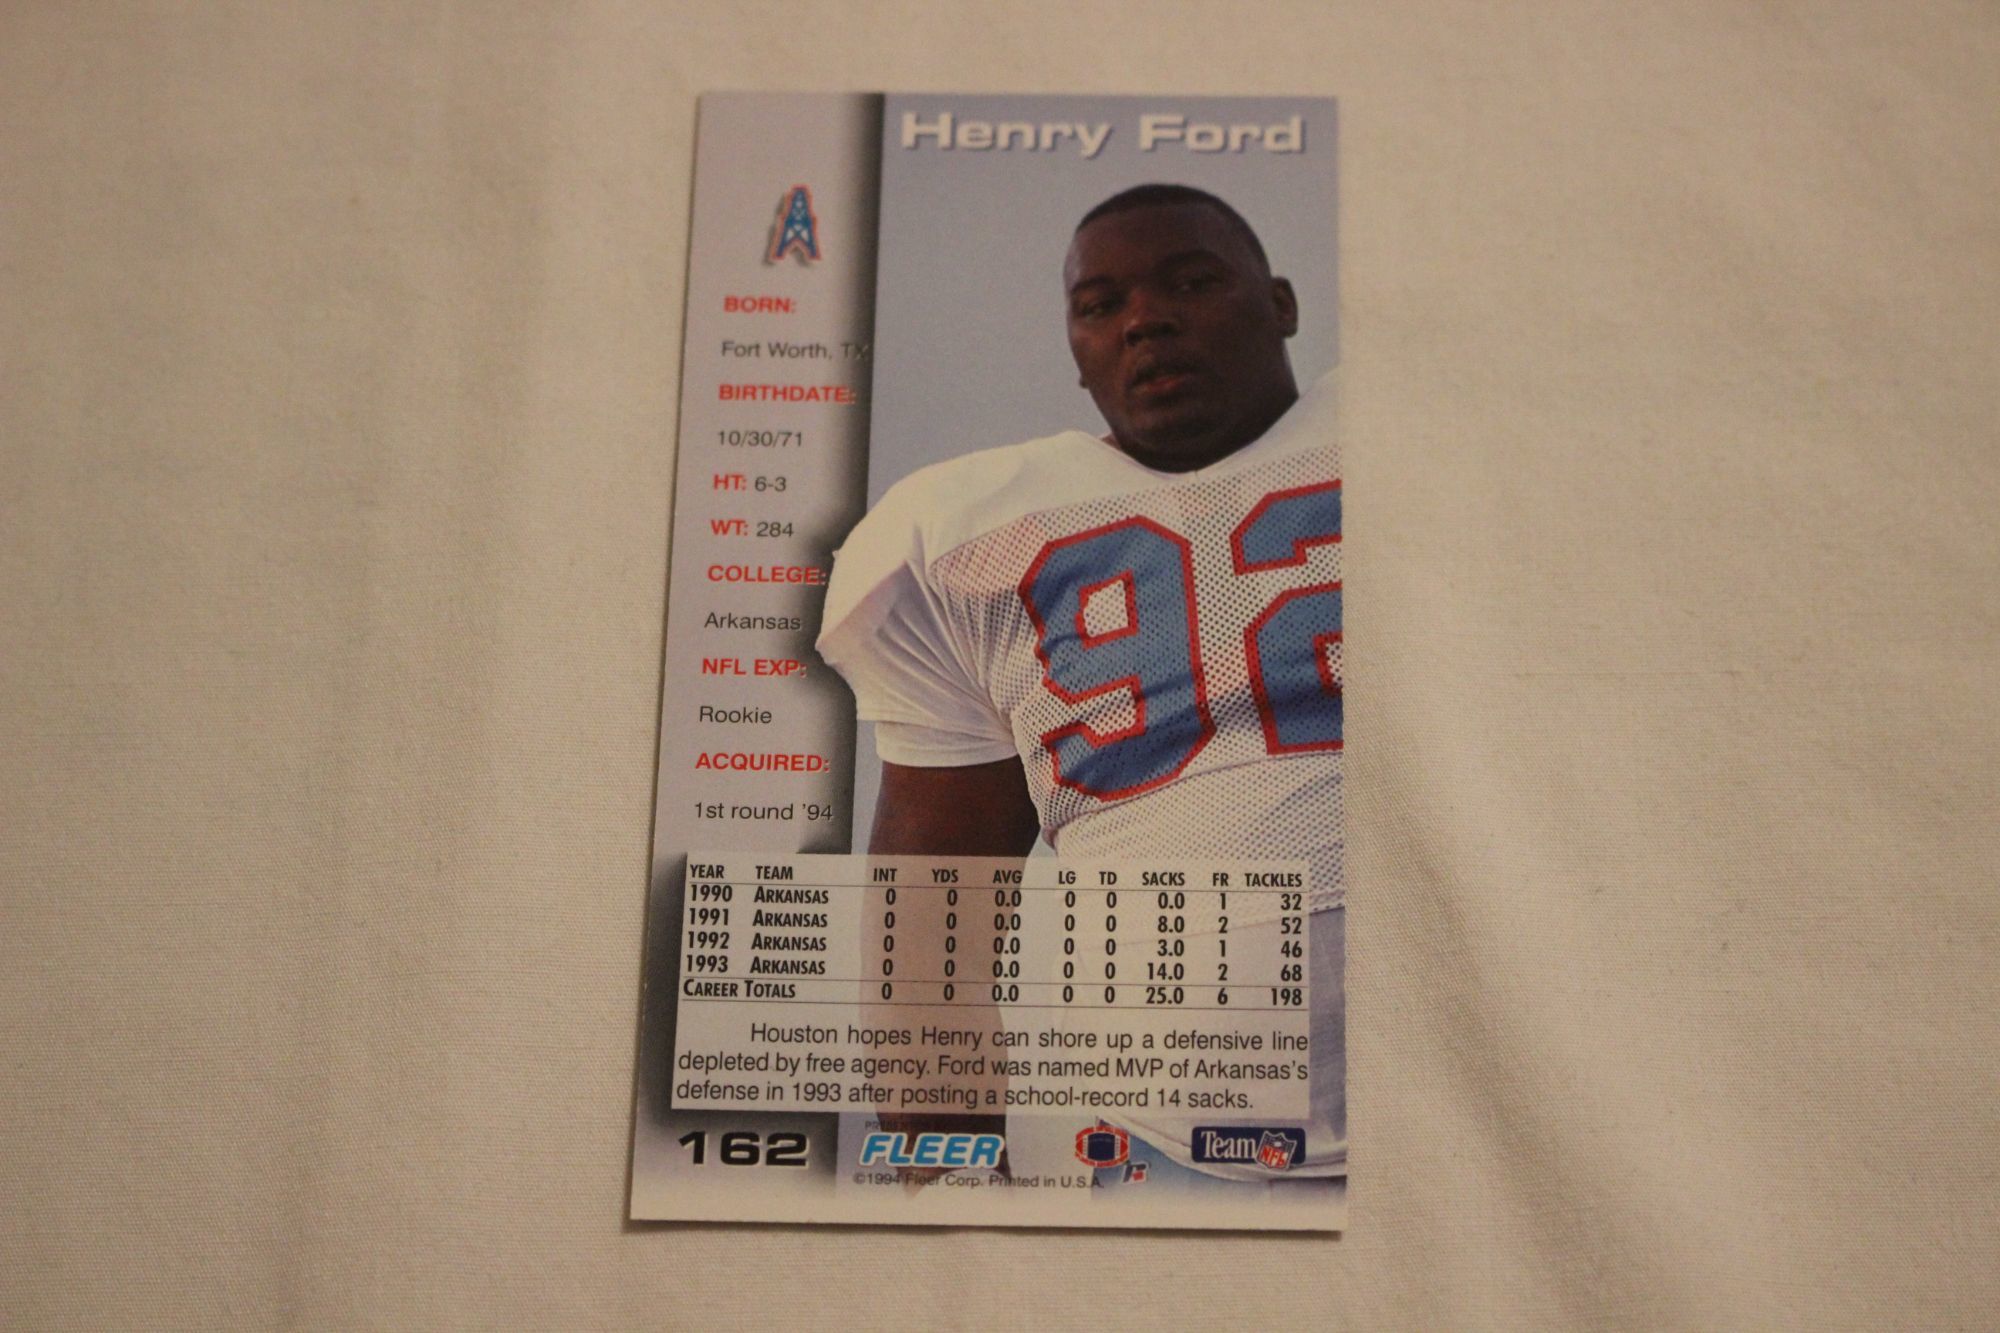 Henry Ford
BORN:
Fort Worth, TX
BIRTHDATE:
10/30/71
HT: 6-3
WT: 284
COLLEGE:
Arkansas
NFL EXP:
Rookie
ACQUIRED:
1st round '94
92
YEAR TEAM INT YDS AVG LG TD SACKS FR TACKLES
1990 ARKANSAS 0 0 0.0 0 0 0.0 1 32
1991 ARKANSAS 0 0 0.0 0 0 8.0 2 52
1992 ARKANSAS 0 0 0.0 0 0 3.0 1 46
1993 ARKANSAS 0 0 0.0 0 0 14.0 2 68
CAREER TOTALS 0 0 0.0 0 0 25.0 6 198
Houston hopes Henry can shore up a defensive line
depleted by free agency. Ford was named MVP of Arkansas's
defense in 1993 after posting a school-record 14 sacks.
162
FLEER
Team NFL
©1994 Fleer Corp. Printed in U.S.A.